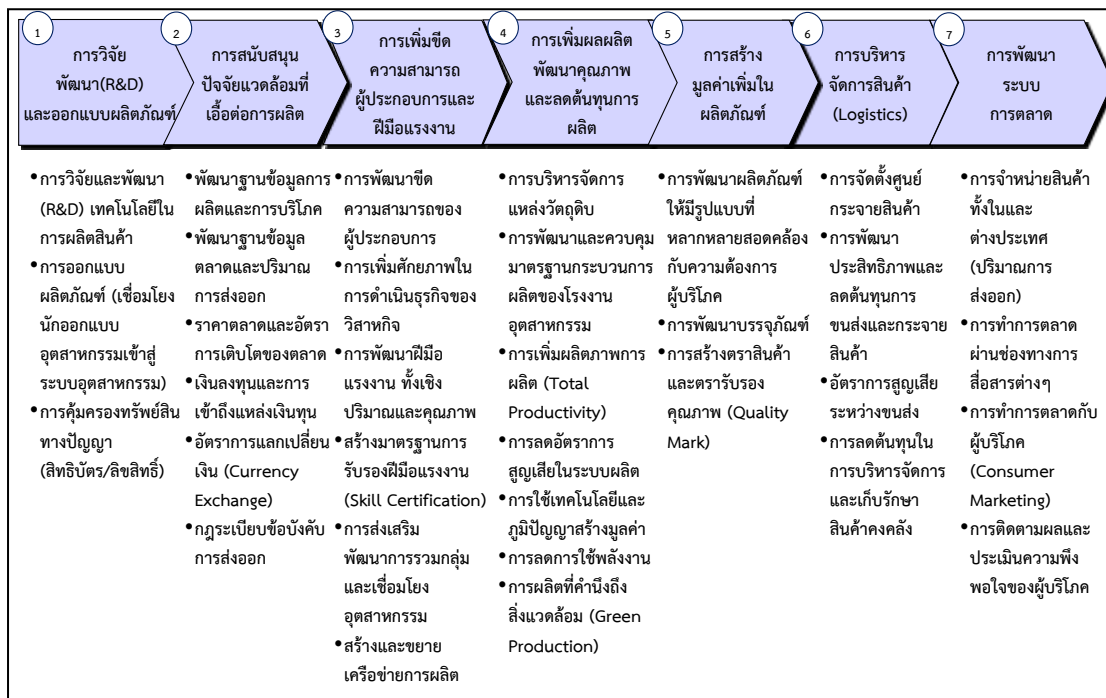 1
การวิจัย
พัฒนา(R&D)
และออกแบบผลิตภัณฑ์
2
การสนับสนุน
ปัจจัยแวดล้อมที่
เอื้อต่อการผลิต
3
การเพิ่มขีด
ความสามารถ
ผู้ประกอบการและ
ฝีมือแรงงาน
4
การเพิ่มผลผลิต
พัฒนาคุณภาพ
และลดต้นทุนการ
ผลิต
5
การสร้าง
มูลค่าเพิ่มใน
ผลิตภัณฑ์
6
การบริหาร
จัดการสินค้า
(Logistics)
7
การพัฒนา
ระบบ
การตลาด
•การวิจัยและพัฒนา
(R&D) เทคโนโลยีใน
การผลิตสินค้า
•การออกแบบ
ผลิตภัณฑ์ (เชื่อมโยง
นักออกแบบ
อุตสาหกรรมเข้าสู่
ระบบอุตสาหกรรม)
•การคุ้มครองทรัพย์สิน
ทางปัญญา
(สิทธิบัตร/ลิขสิทธิ์)
•พัฒนาฐานข้อมูลการ
ผลิตและการบริโภค
•พัฒนาฐานข้อมูล
ตลาดและปริมาณ
การส่งออก
•ราคาตลาดและอัตรา
การเติบโตของตลาด
•เงินลงทุนและการ
เข้าถึงแหล่งเงินทุน
•อัตราการแลกเปลี่ยน
เงิน (Currency
Exchange)
•กฎระเบียบข้อบังคับ
การส่งออก
•การพัฒนาขีด
ความสามารถของ
ผู้ประกอบการ
•การเพิ่มศักยภาพใน
การดำเนินธุรกิจของ
วิสาหกิจ
•การพัฒนาฝีมือ
แรงงาน ทั้งเชิง
ปริมาณและคุณภาพ
•สร้างมาตรฐานการ
รับรองฝีมือแรงงาน
(Skill Certification)
•การส่งเสริม
พัฒนาการรวมกลุ่ม
และเชื่อมโยง
อุตสาหกรรม
•สร้างและขยาย
เครือข่ายการผลิต
•การบริหารจัดการ
แหล่งวัตถุดิบ
•การพัฒนาและควบคุม
มาตรฐานกระบวนการ
ผลิตของโรงงาน
อุตสาหกรรม
•การเพิ่มผลิตภาพการ
ผลิต (Total
Productivity)
•การลดอัตราการ
สูญเสียในระบบผลิต
•การใช้เทคโนโลยีและ
ภูมิปัญญาสร้างมูลค่า
•การลดการใช้พลังงาน
•การผลิตที่คำนึงถึง
สิ่งแวดล้อม (Green
Production)
•การพัฒนาผลิตภัณฑ์
ให้มีรูปแบบที่
หลากหลายสอดคล้อง
กับความต้องการ
ผู้บริโภค
•การพัฒนาบรรจุภัณฑ์
•การสร้างตราสินค้า
และตรารับรอง
คุณภาพ (Quality
Mark)
•การจัดตั้งศูนย์
กระจายสินค้า
•การพัฒนา
ประสิทธิภาพและ
ลดต้นทุนการ
ขนส่งและกระจาย
สินค้า
•อัตราการสูญเสีย
ระหว่างขนส่ง
•การลดต้นทุนใน
การบริหารจัดการ
และเก็บรักษา
สินค้าคงคลัง
•การจำหน่ายสินค้า
ทั้งในและ
ต่างประเทศ
(ปริมาณการ
ส่งออก)
•การทำการตลาด
ผ่านช่องทางการ
สื่อสารต่างๆ
•การทำการตลาดกับ
ผู้บริโภค
(Consumer
Marketing)
•การติดตามผลและ
ประเมินความพึง
พอใจของผู้บริโภค